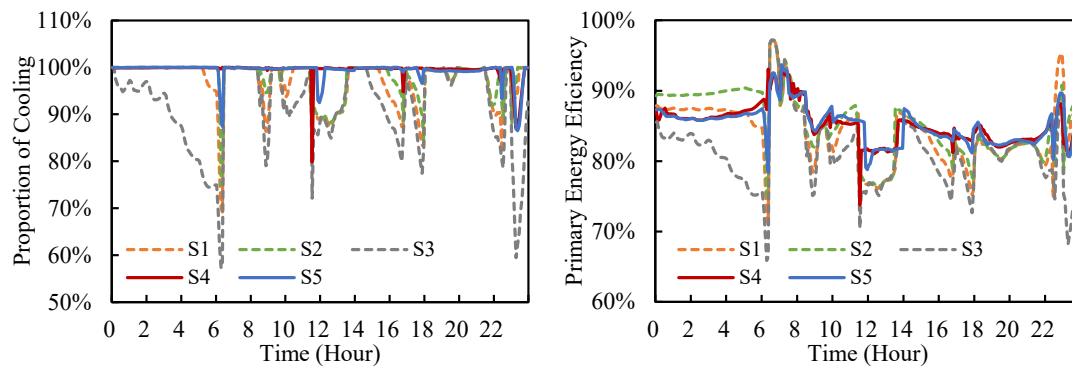 Proportion of Cooling
110%
100%
90%
80%
70%
60%
50%
S1
S2
S3
S4
S5
0 2 4 6 8 10 12 14 16 18 20 22
Time (Hour)
Primary Energy Eficiency
100%
90%
80%
70%
60%
S1
S2
S3
S4
S5
0 2 4 6 8 10 12 14 16 18 20 22
Time (Hour)